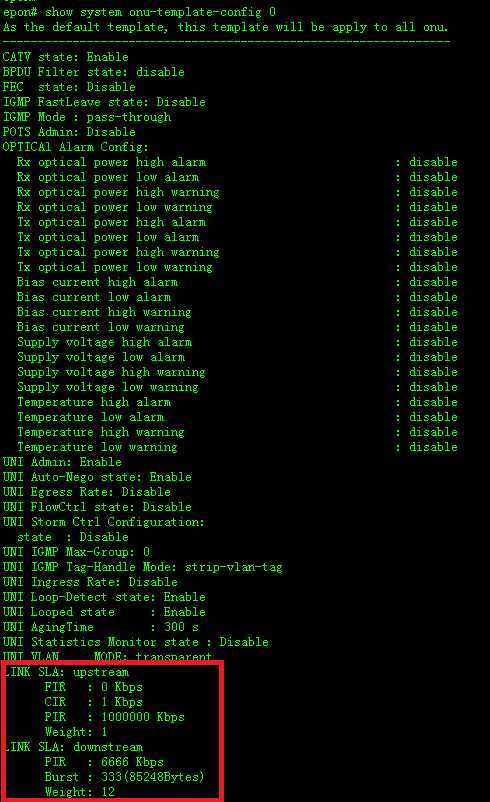 epon# show system onu-template-config 0
As the default template, this template will be apply to all onu.
----------------------------------------------------------------
CATV state: Enable
BPDU Filter state: disable
FEC  state: Disable
IGMP FastLeave state: Disable
IGMP Mode : pass-through
POTS Admin: Disable
OPTICAl Alarm Config:
  Rx optical power high alarm : disable
  Rx optical power low alarm : disable
  Rx optical power high warning : disable
  Rx optical power low warning : disable
  Tx optical power high alarm : disable
  Tx optical power low alarm : disable
  Tx optical power high warning : disable
  Tx optical power low warning : disable
  Bias current high alarm : disable
  Bias current low alarm : disable
  Bias current high warning : disable
  Bias current low warning : disable
  Supply voltage high alarm : disable
  Supply voltage low alarm : disable
  Supply voltage high warning : disable
  Supply voltage low warning : disable
  Temperature high alarm : disable
  Temperature low alarm : disable
  Temperature high warning : disable
  Temperature low warning : disable
UNI Admin: Enable
UNI Auto-Nego state: Enable
UNI Egress Rate: Disable
UNI FlowCtrl state: Disable
UNI Storm Ctrl Configuration:
  state  : Disable
UNI IGMP Max-Group: 0
UNI IGMP Tag-Handle Mode: strip-vlan-tag
UNI Ingress Rate: Disable
UNI Loop-Detect state: Enable
UNI Looped state     : Enable
UNI AgingTime        : 300 s
UNI Statistics Monitor state : Disable
UNI VLAN     MODE: transparent
LINK SLA: upstream
      FIR   : 0 Kbps
      CIR   : 1 Kbps
      PIR   : 1000000 Kbps
      Weight: 1
LINK SLA: downstream
      PIR   : 6666 Kbps
      Burst : 333(85248Bytes)
      Weight: 12